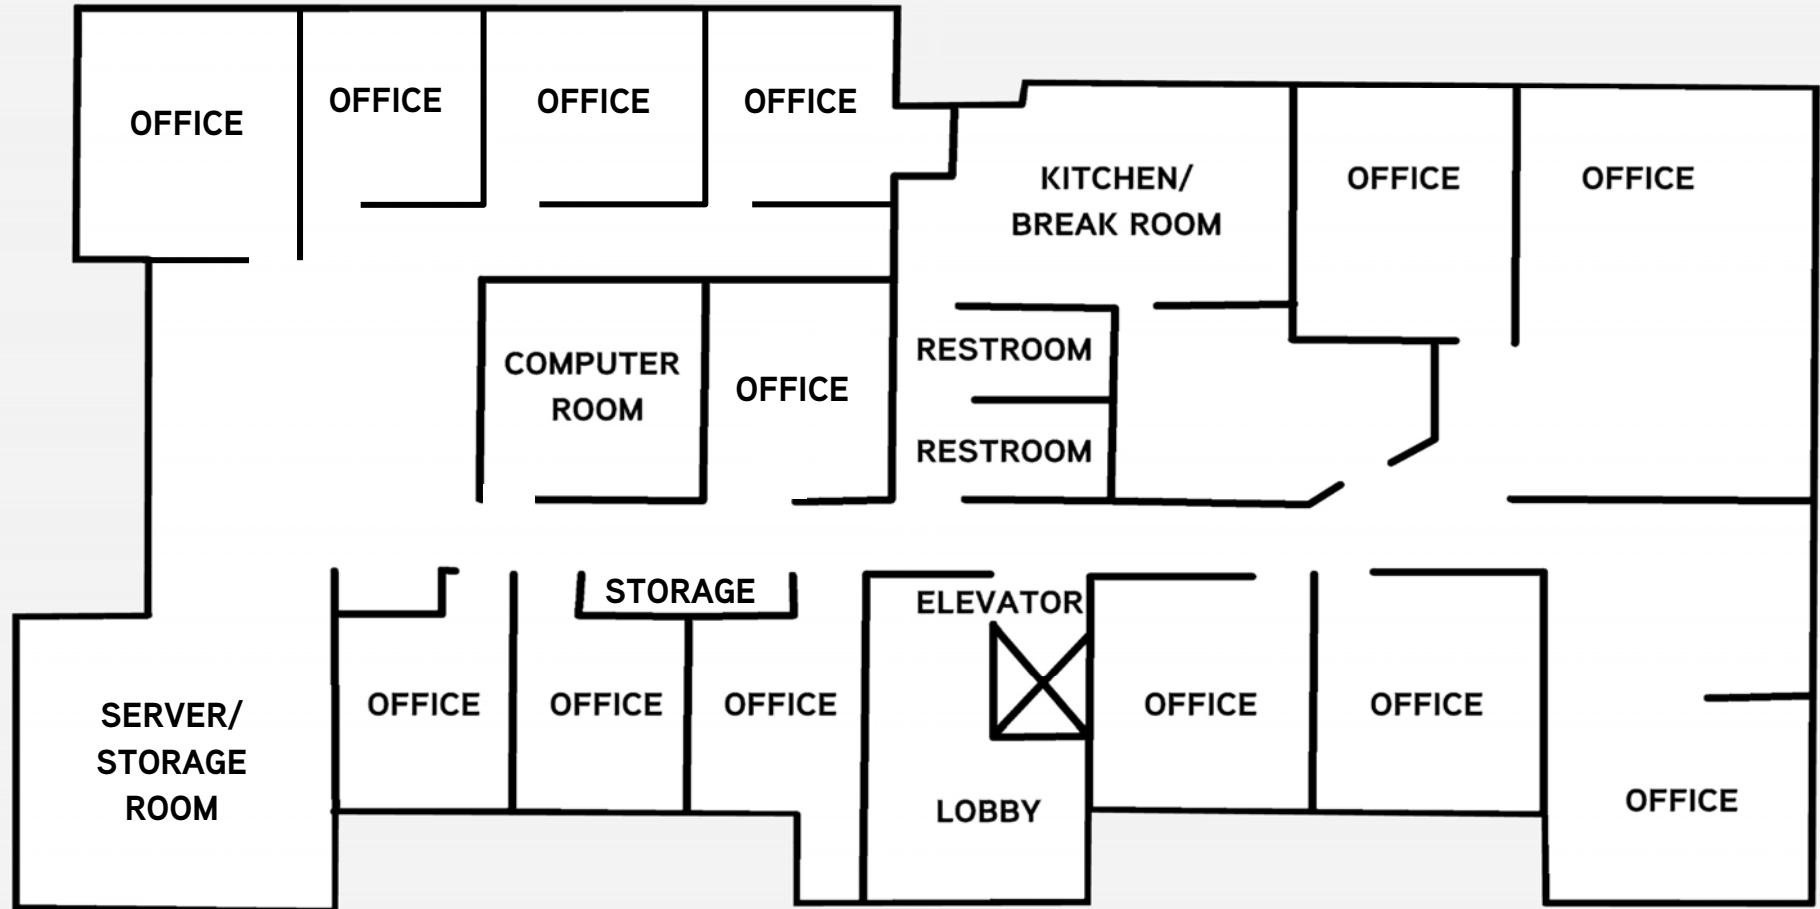 OFFICE
OFFICE
OFFICE
OFFICE
KITCHEN/
BREAK ROOM
OFFICE
OFFICE
COMPUTER
ROOM
OFFICE
RESTROOM
RESTROOM
STORAGE
ELEVATOR
SERVER/
STORAGE
ROOM
OFFICE
OFFICE
OFFICE
LOBBY
OFFICE
OFFICE
OFFICE